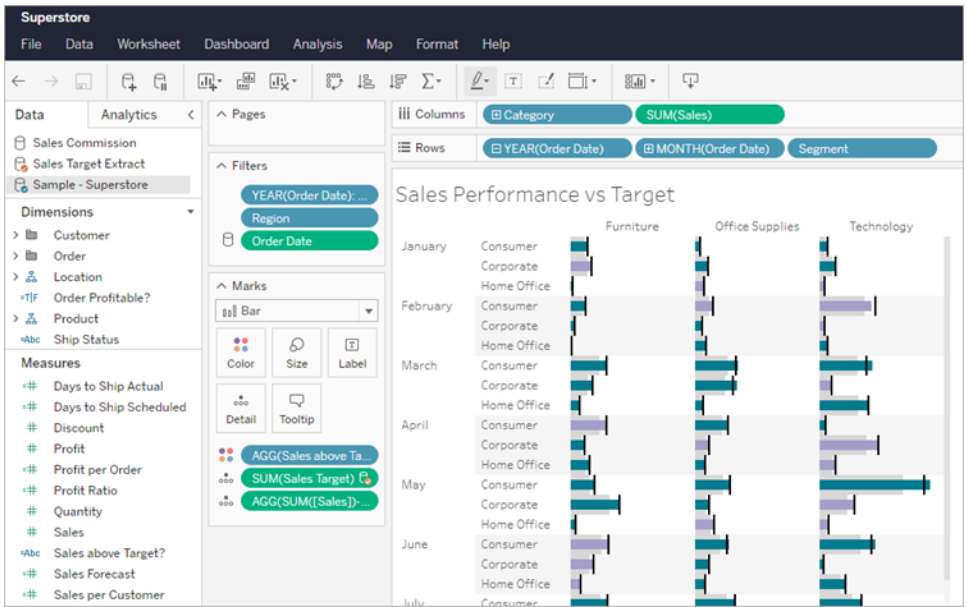 Superstore
File Data Worksheet Dashboard Analysis Map Format Help
Data Analytics
Sales Commission
Sales Target Extract
Sample - Superstore
Dimensions
Customer
Order
Location
=T|F Order Profitable?
Product
=Abc Ship Status
Measures
=# Days to Ship Actual
=# Days to Ship Scheduled
# Discount
# Profit
=# Profit per Order
=# Profit Ratio
# Quantity
# Sales
=Abc Sales above Target?
=# Sales Forecast
=# Sales per Customer
Pages
Filters
YEAR(Order Date): ...
Region
Order Date
Marks
Bar
Color Size Label
T
Detail Tooltip
AGG(Sales above Ta...
SUM(Sales Target)
AGG(SUM([Sales])-...
Columns Category SUM(Sales)
Rows YEAR(Order Date) MONTH(Order Date) Segment
Sales Performance vs Target
Furniture Office Supplies Technology
January Consumer
Corporate
Home Office
February Consumer
Corporate
Home Office
March Consumer
Corporate
Home Office
April Consumer
Corporate
Home Office
May Consumer
Corporate
Home Office
June Consumer
Corporate
Home Office
July Consumer